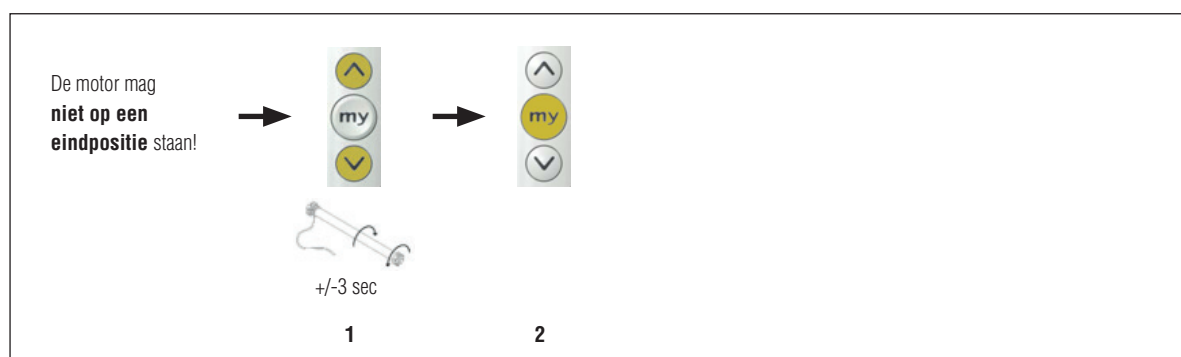 De motor mag
niet op een
eindpositie staan!
my
my
+/-3 sec
1
2